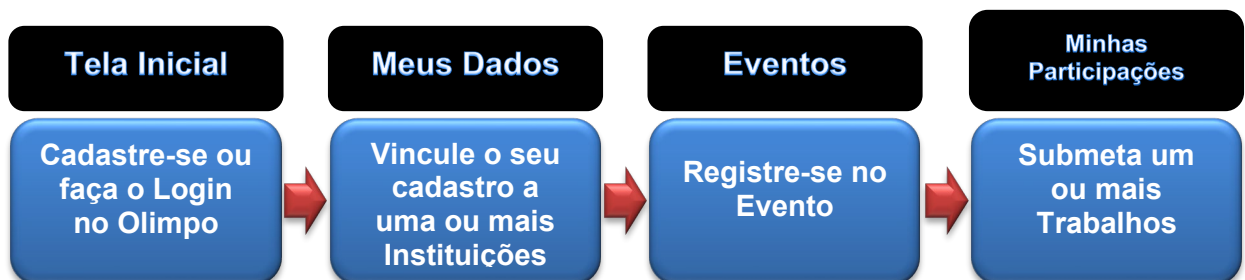 Tela Inicial
Cadastre-se ou
faça o Login
no Olimpo
Meus Dados
Vincule o seu
cadastro a
uma ou mais
Instituições
Eventos
Registre-se no
Evento
Minhas
Participações
Submeta um
ou mais
Trabalhos